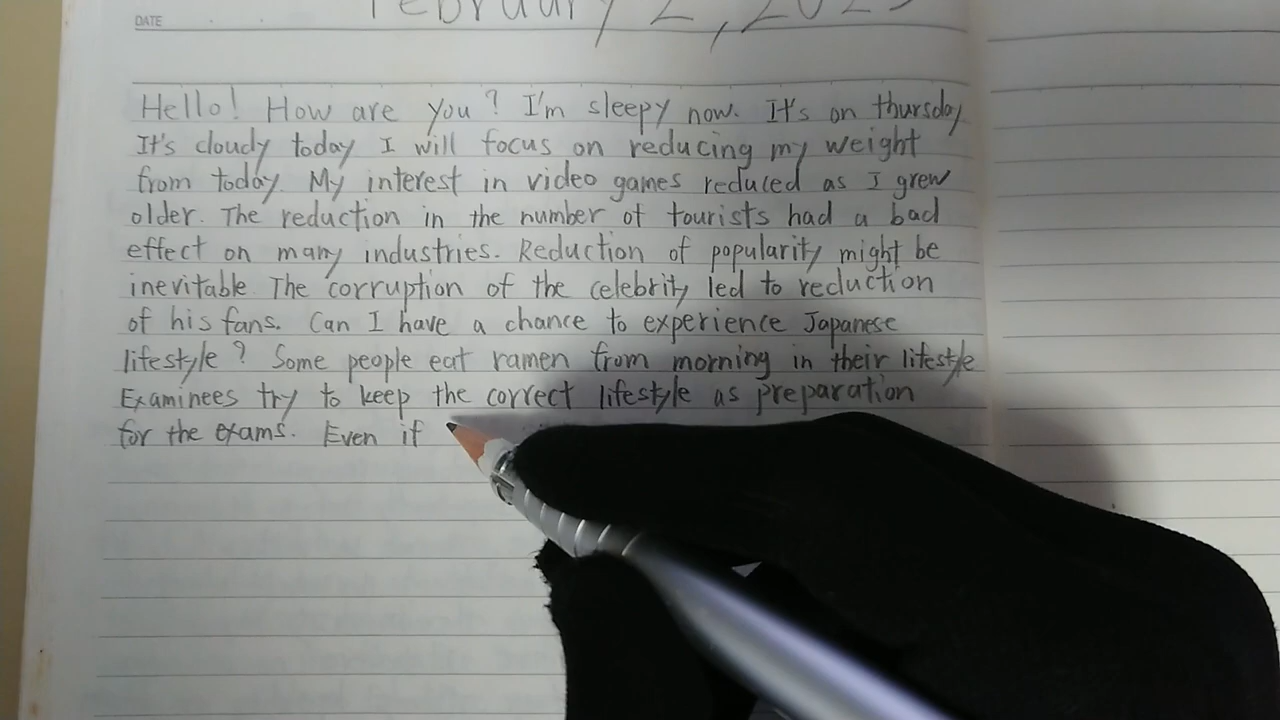 DATE February 2, 2023
Hello! How are you? I'm sleepy now. It's on thursday
It's cloudy today I will focus on reducing my weight
from today. My interest in video games reduced as I grew
older. The reduction in the number of tourists had a bad
effect on many industries. Reduction of popularity might be
inevitable The corruption of the celebrity led to reduction
of his fans. Can I have a chance to experience Japanese
lifestyle? Some people eat ramen from morning in their lifestyle
Examinees try to keep the correct lifestyle as preparation
for the exams. Even if